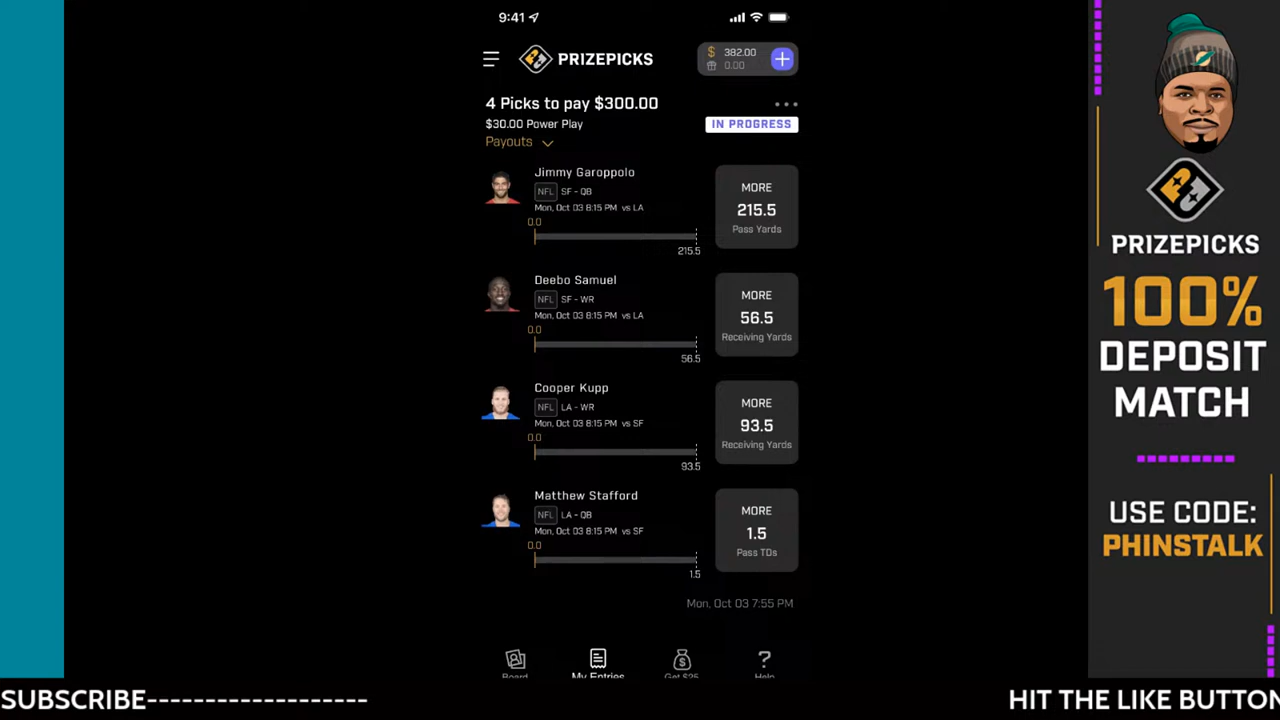 9:41
PRIZEPICKS
382.00
0.00
4 Picks to pay $300.00
$30.00 Power Play
IN PROGRESS
Payouts
Jimmy Garoppolo
NFL SF - QB
Mon, Oct 03 8:15 PM vs LA
0.0
215.5
MORE
215.5
Pass Yards
Deebo Samuel
NFL SF - WR
Mon, Oct 03 8:15 PM vs LA
0.0
56.5
MORE
56.5
Receiving Yards
Cooper Kupp
NFL LA - WR
Mon, Oct 03 8:15 PM vs SF
0.0
93.5
MORE
93.5
Receiving Yards
Matthew Stafford
NFL LA - QB
Mon, Oct 03 8:15 PM vs SF
0.0
1.5
MORE
1.5
Pass TDs
Mon, Oct 03 7:55 PM
Board
My Entries
Get $25
Help
PRIZEPICKS
100%
DEPOSIT
MATCH
USE CODE:
PHINSTALK
SUBSCRIBE-------------------
HIT THE LIKE BUTTON